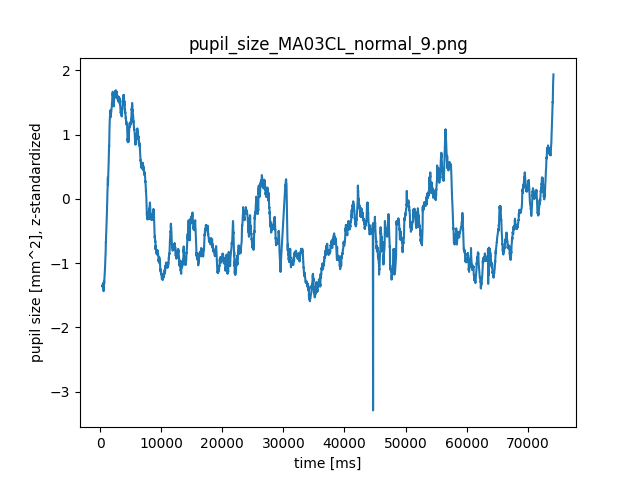 pupil_size_MA03CL_normal_9.png
pupil size [mm^2], z-standardized
2
1
0
−1
−2
−3
0 10000 20000 30000 40000 50000 60000 70000
time [ms]